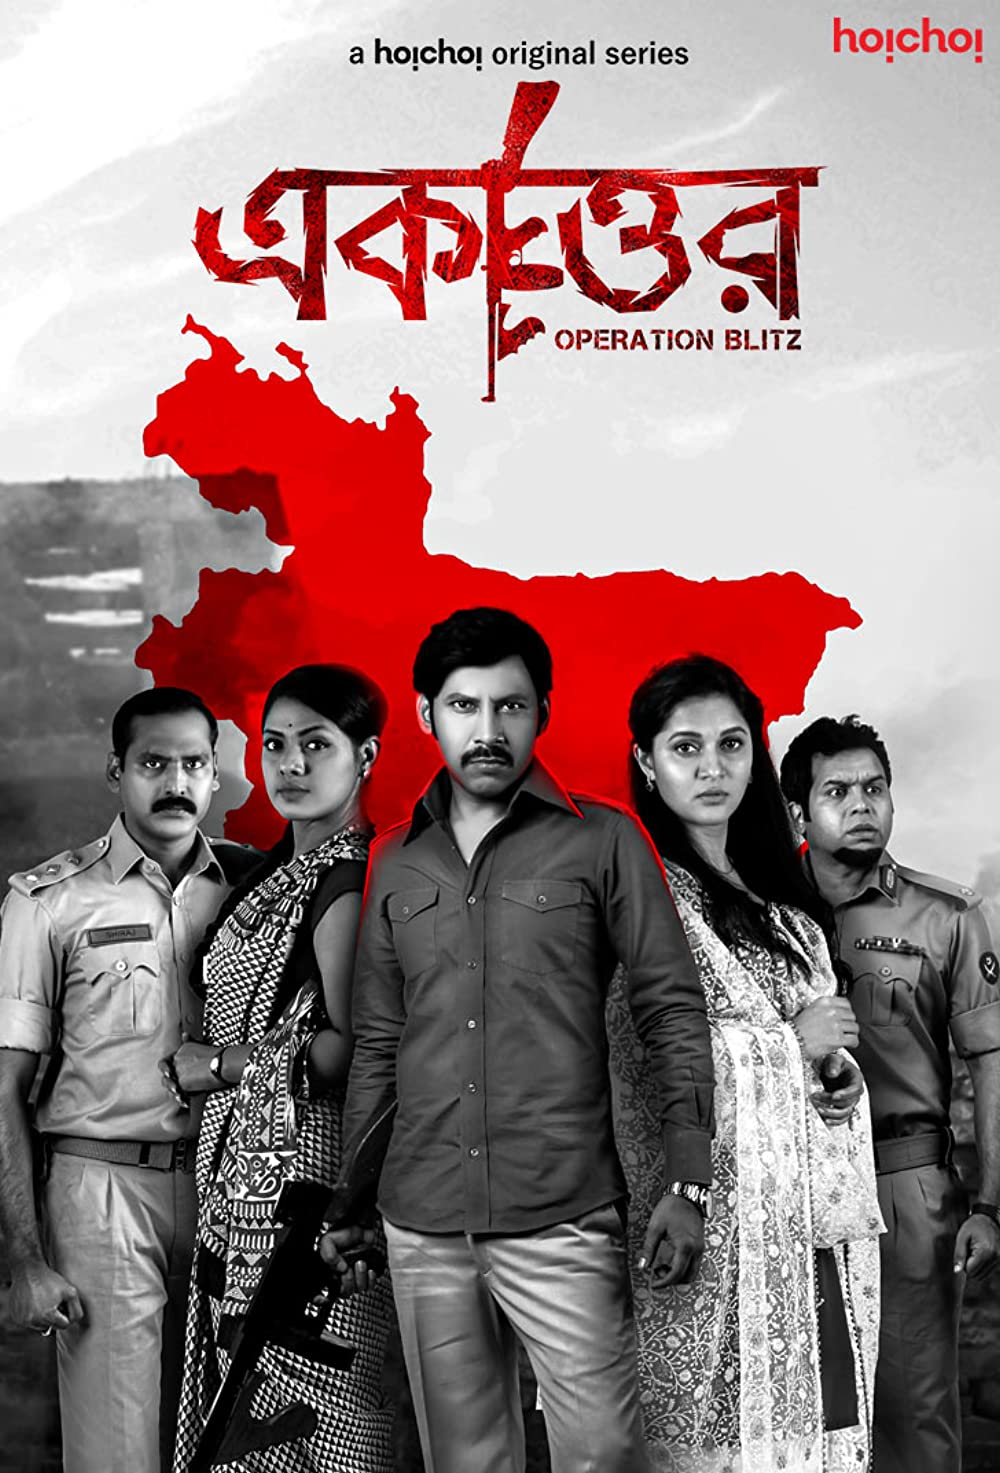 hoichoi
a hoichoi original series
একাত্তর
OPERATION BLITZ
SHIRAJ